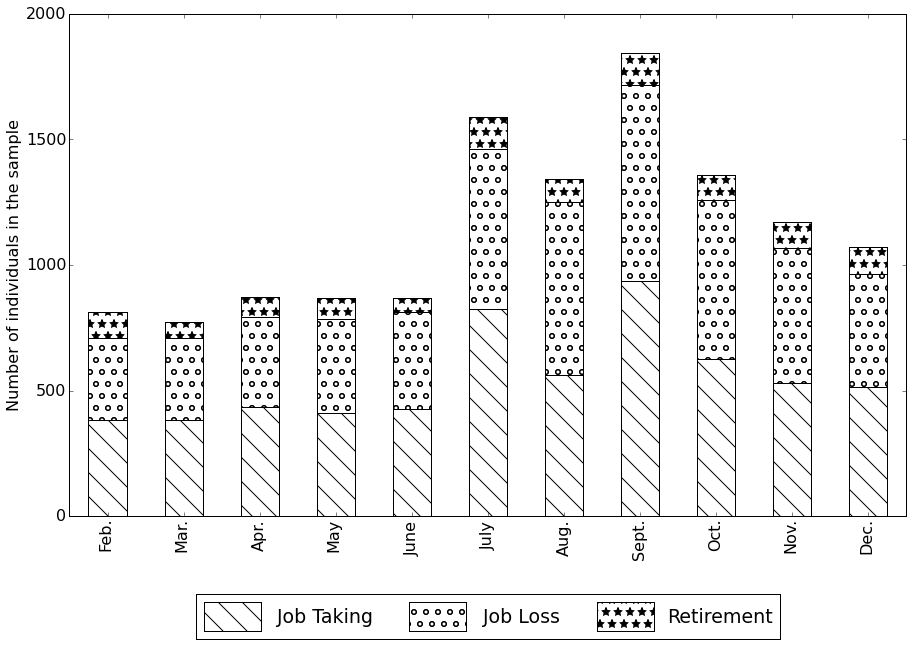 2000
1500
1000
500
0
Number of individuals in the sample
Feb.
Mar.
Apr.
May
June
July
Aug.
Sept.
Oct.
Nov.
Dec.
Job Taking
Job Loss
Retirement